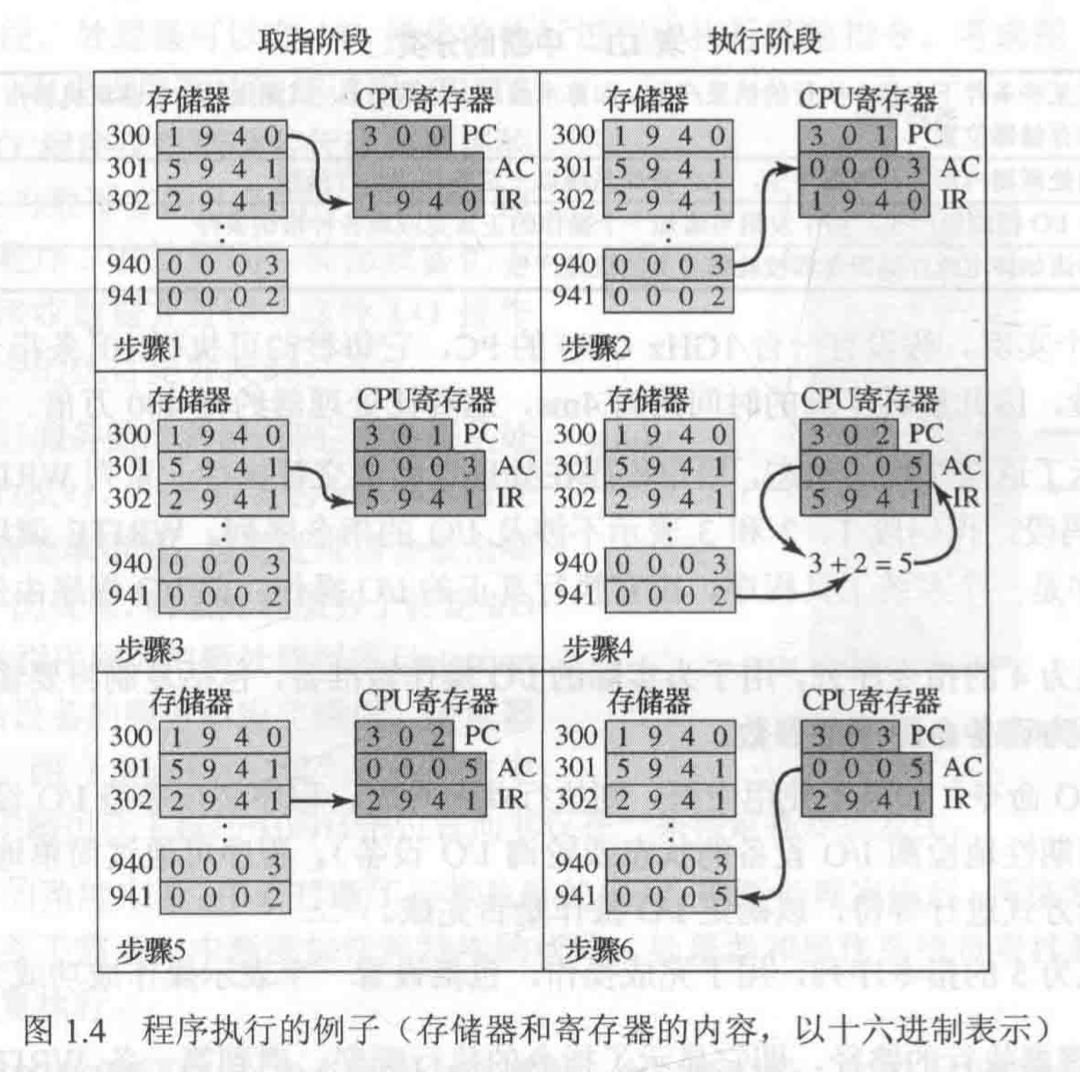 取指阶段
执行阶段
存储器 CPU寄存器
300 1 9 4 0 3 0 0 PC
301 5 9 4 1 AC
302 2 9 4 1 1 9 4 0 IR
⋮
940 0 0 0 3
941 0 0 0 2
步骤1
存储器 CPU寄存器
300 1 9 4 0 3 0 1 PC
301 5 9 4 1 0 0 0 3 AC
302 2 9 4 1 1 9 4 0 IR
⋮
940 0 0 0 3
941 0 0 0 2
步骤2
存储器 CPU寄存器
300 1 9 4 0 3 0 1 PC
301 5 9 4 1 0 0 0 3 AC
302 2 9 4 1 5 9 4 1 IR
⋮
940 0 0 0 3
941 0 0 0 2
步骤3
存储器 CPU寄存器
300 1 9 4 0 3 0 2 PC
301 5 9 4 1 0 0 0 5 AC
302 2 9 4 1 5 9 4 1 IR
⋮
940 0 0 0 3 3 + 2 = 5
941 0 0 0 2
步骤4
存储器 CPU寄存器
300 1 9 4 0 3 0 2 PC
301 5 9 4 1 0 0 0 5 AC
302 2 9 4 1 2 9 4 1 IR
⋮
940 0 0 0 3
941 0 0 0 2
步骤5
存储器 CPU寄存器
300 1 9 4 0 3 0 3 PC
301 5 9 4 1 0 0 0 5 AC
302 2 9 4 1 2 9 4 1 IR
⋮
940 0 0 0 3
941 0 0 0 5
步骤6
图 1.4 程序执行的例子（存储器和寄存器的内容，以十六进制表示）